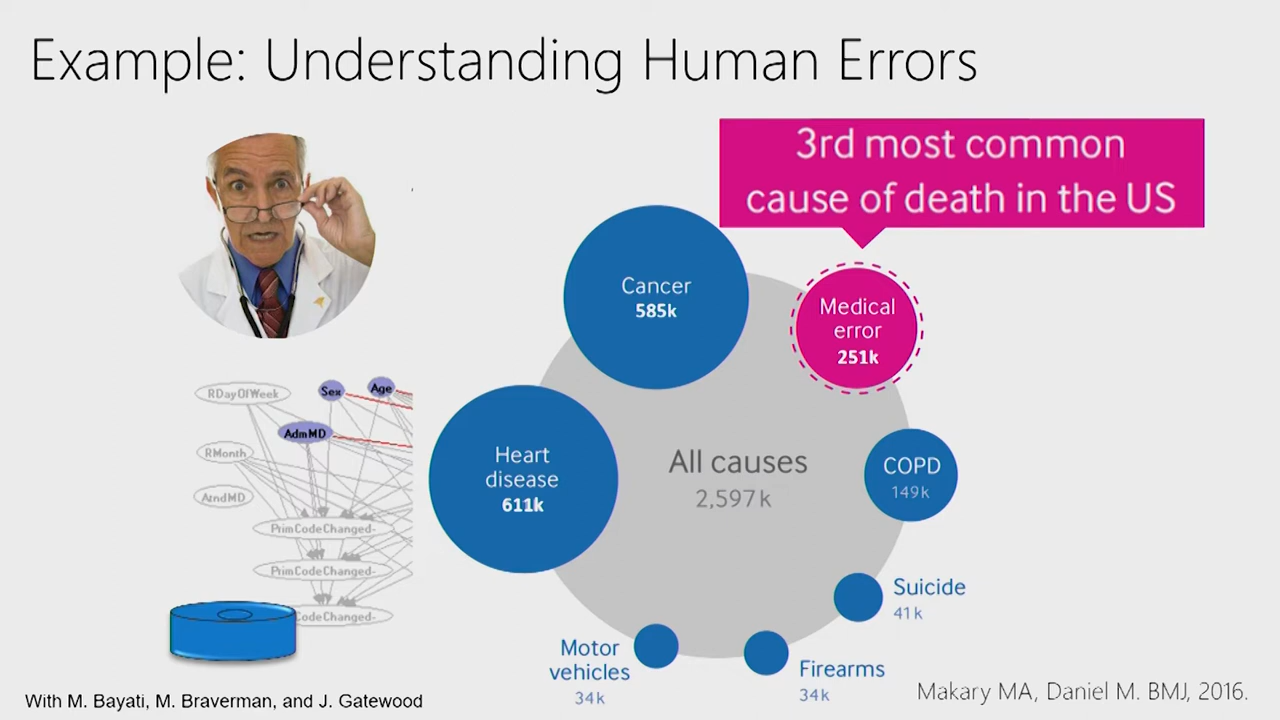 Example: Understanding Human Errors
3rd most common
cause of death in the US
Cancer
585k
Medical
error
251k
Heart
disease
611k
All causes
2,597k
COPD
149k
Suicide
41k
Firearms
34k
Motor
vehicles
34k
RDayOfWeek
Sex
Age
AdmMD
RMonth
AtndMD
PrimCodeChanged-
PrimCodeChanged-
CodeChanged-
With M. Bayati, M. Braverman, and J. Gatewood
Makary MA, Daniel M. BMJ, 2016.